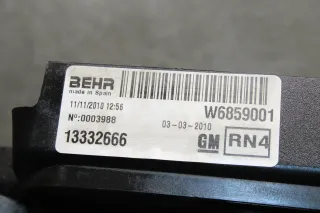 BEHR
made in Spain
11/11/2010 12:56
W6859001
Nº:0003988
03-03-2010
13332666
GM
RN4